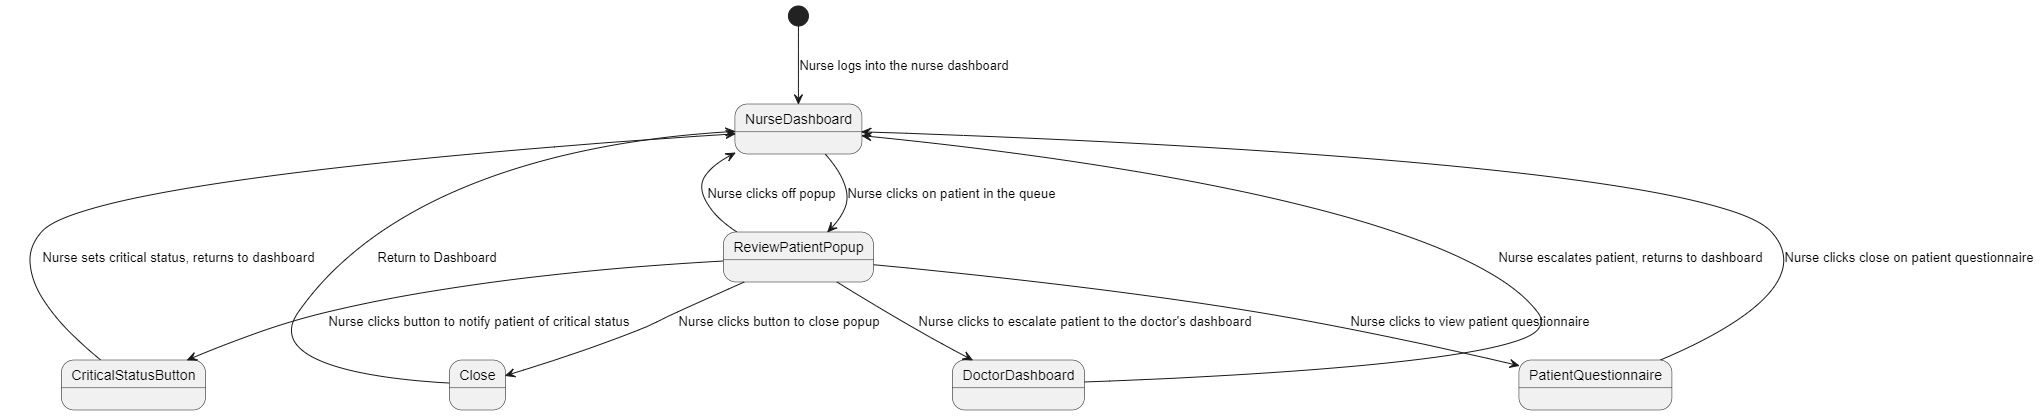 Nurse logs into the nurse dashboard
NurseDashboard
Nurse clicks off popup
Nurse clicks on patient in the queue
ReviewPatientPopup
Nurse sets critical status, returns to dashboard
Return to Dashboard
Nurse escalates patient, returns to dashboard
Nurse clicks close on patient questionnaire
Nurse clicks button to notify patient of critical status
Nurse clicks button to close popup
Nurse clicks to escalate patient to the doctor's dashboard
Nurse clicks to view patient questionnaire
CriticalStatusButton
Close
DoctorDashboard
PatientQuestionnaire